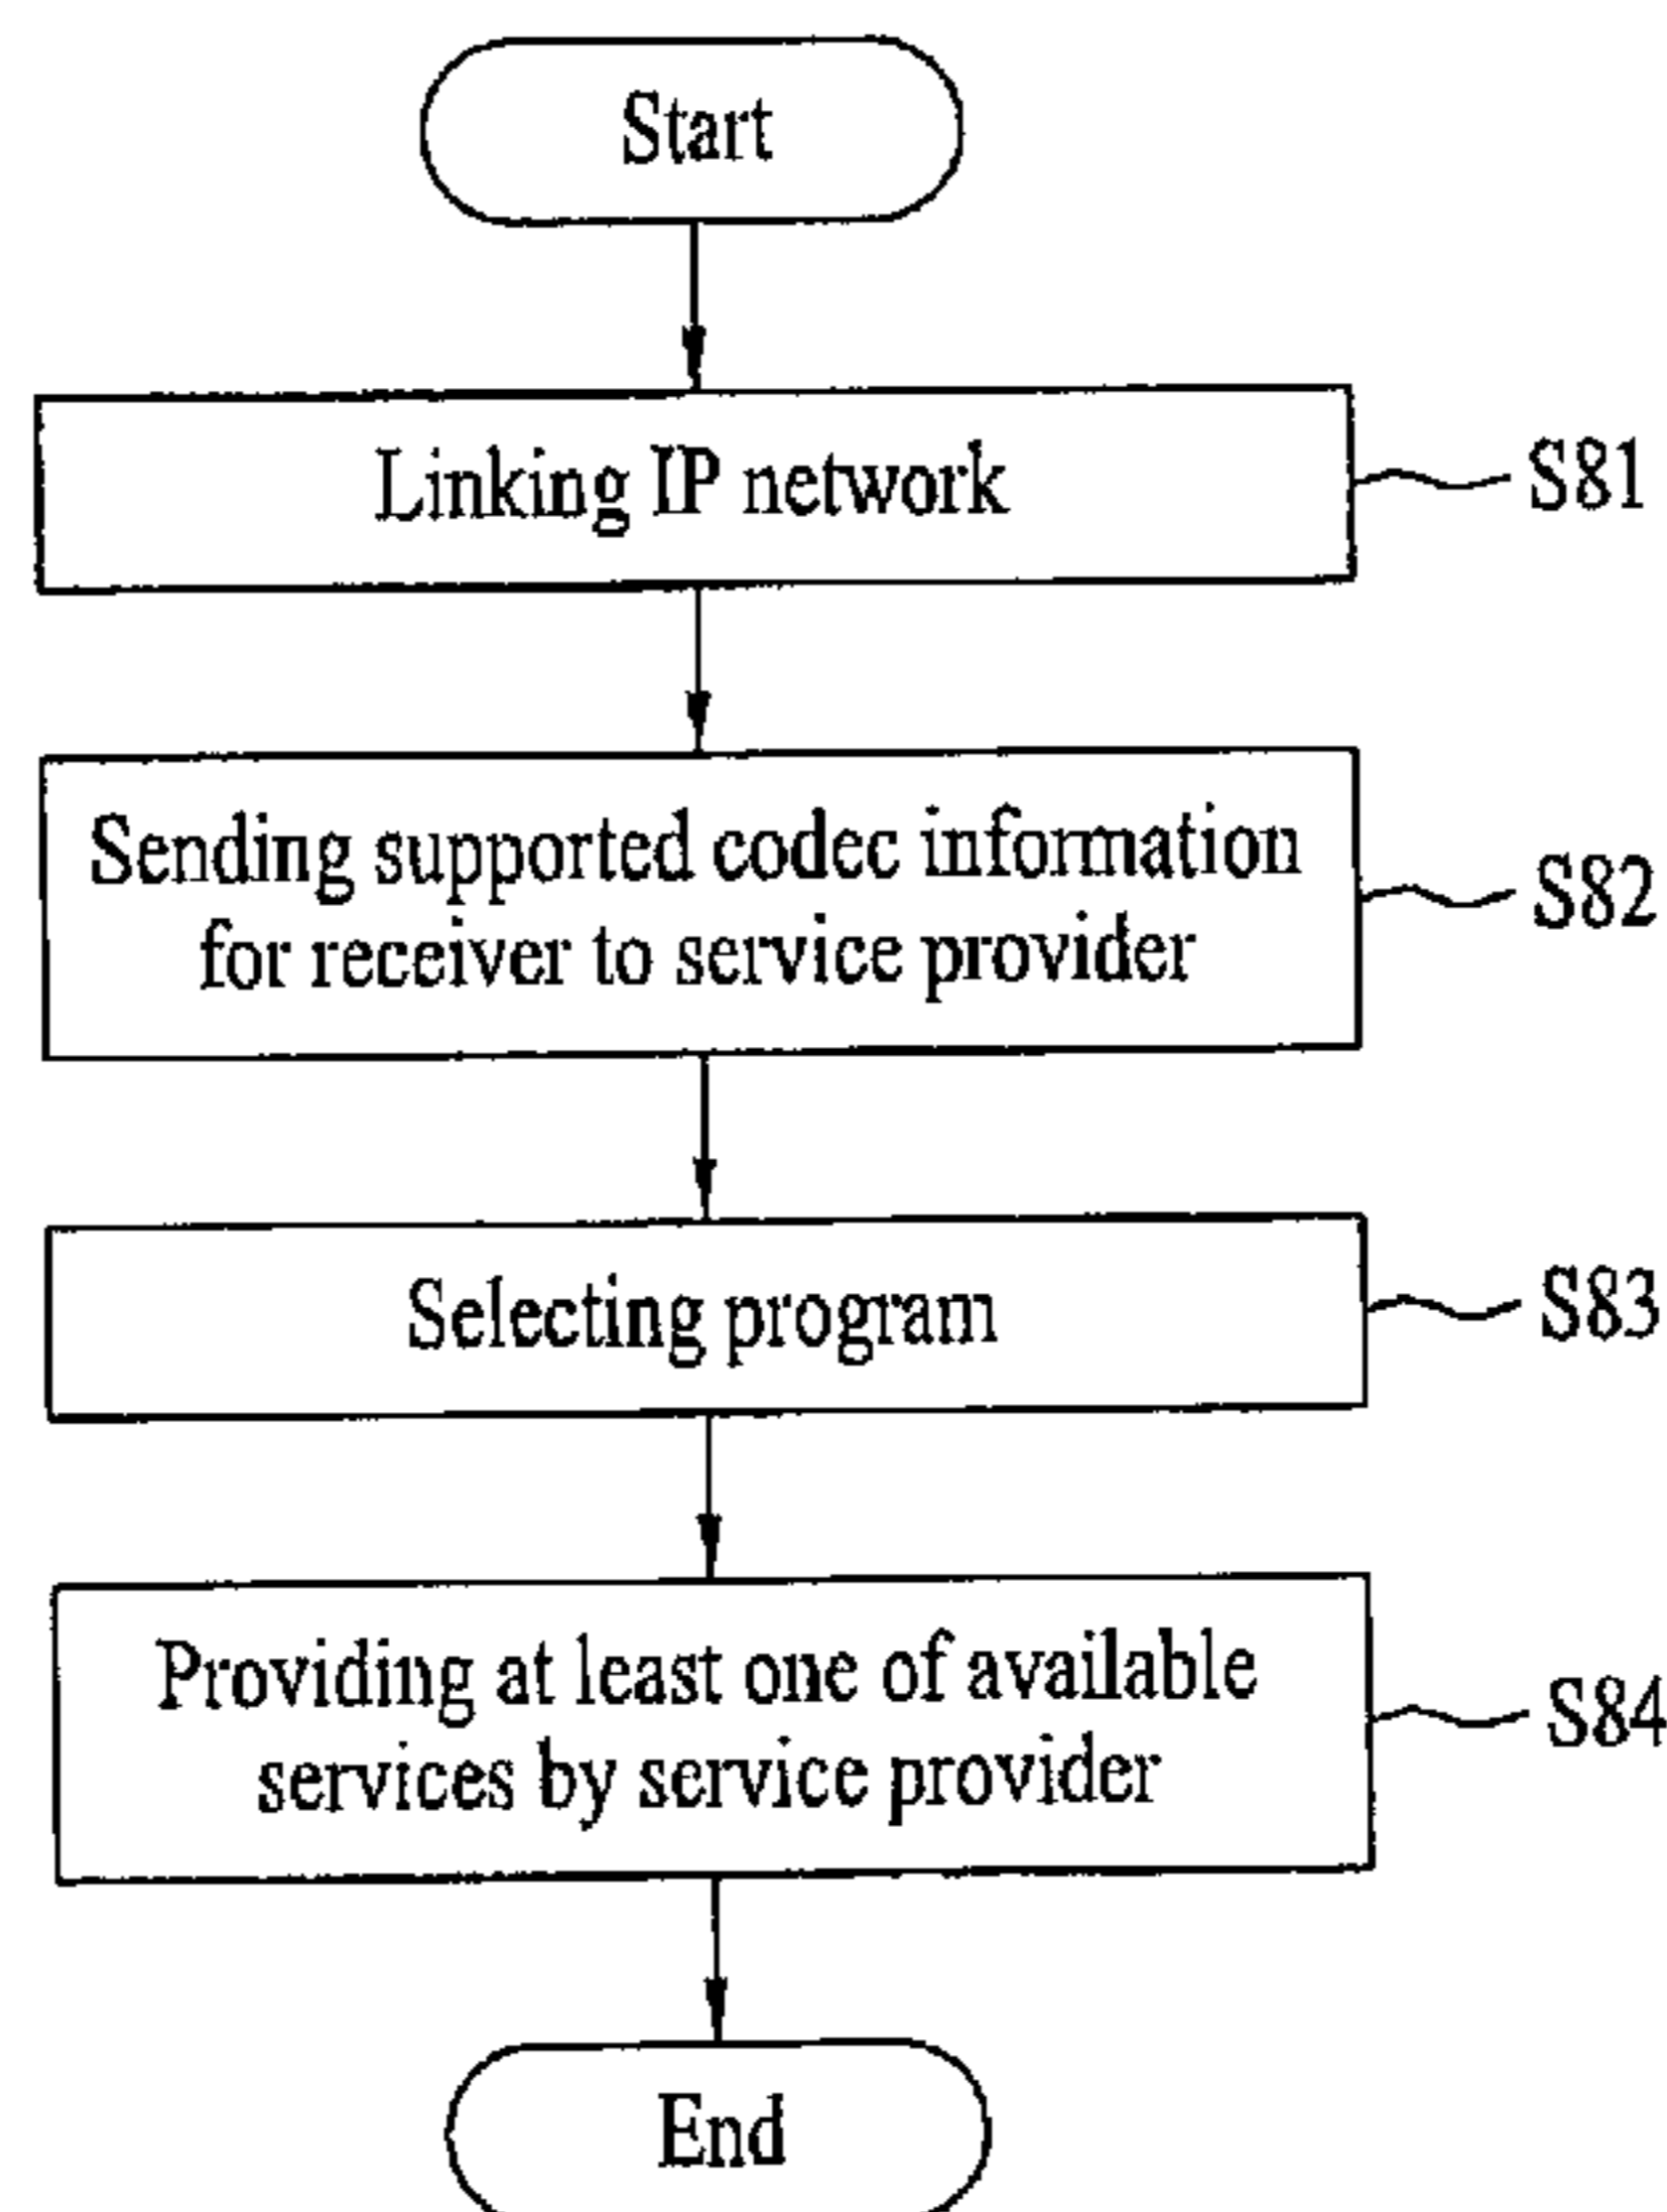 Start
Linking IP network
S81
Sending supported codec information
for receiver to service provider
S82
Selecting program
S83
Providing at least one of available
services by service provider
S84
End